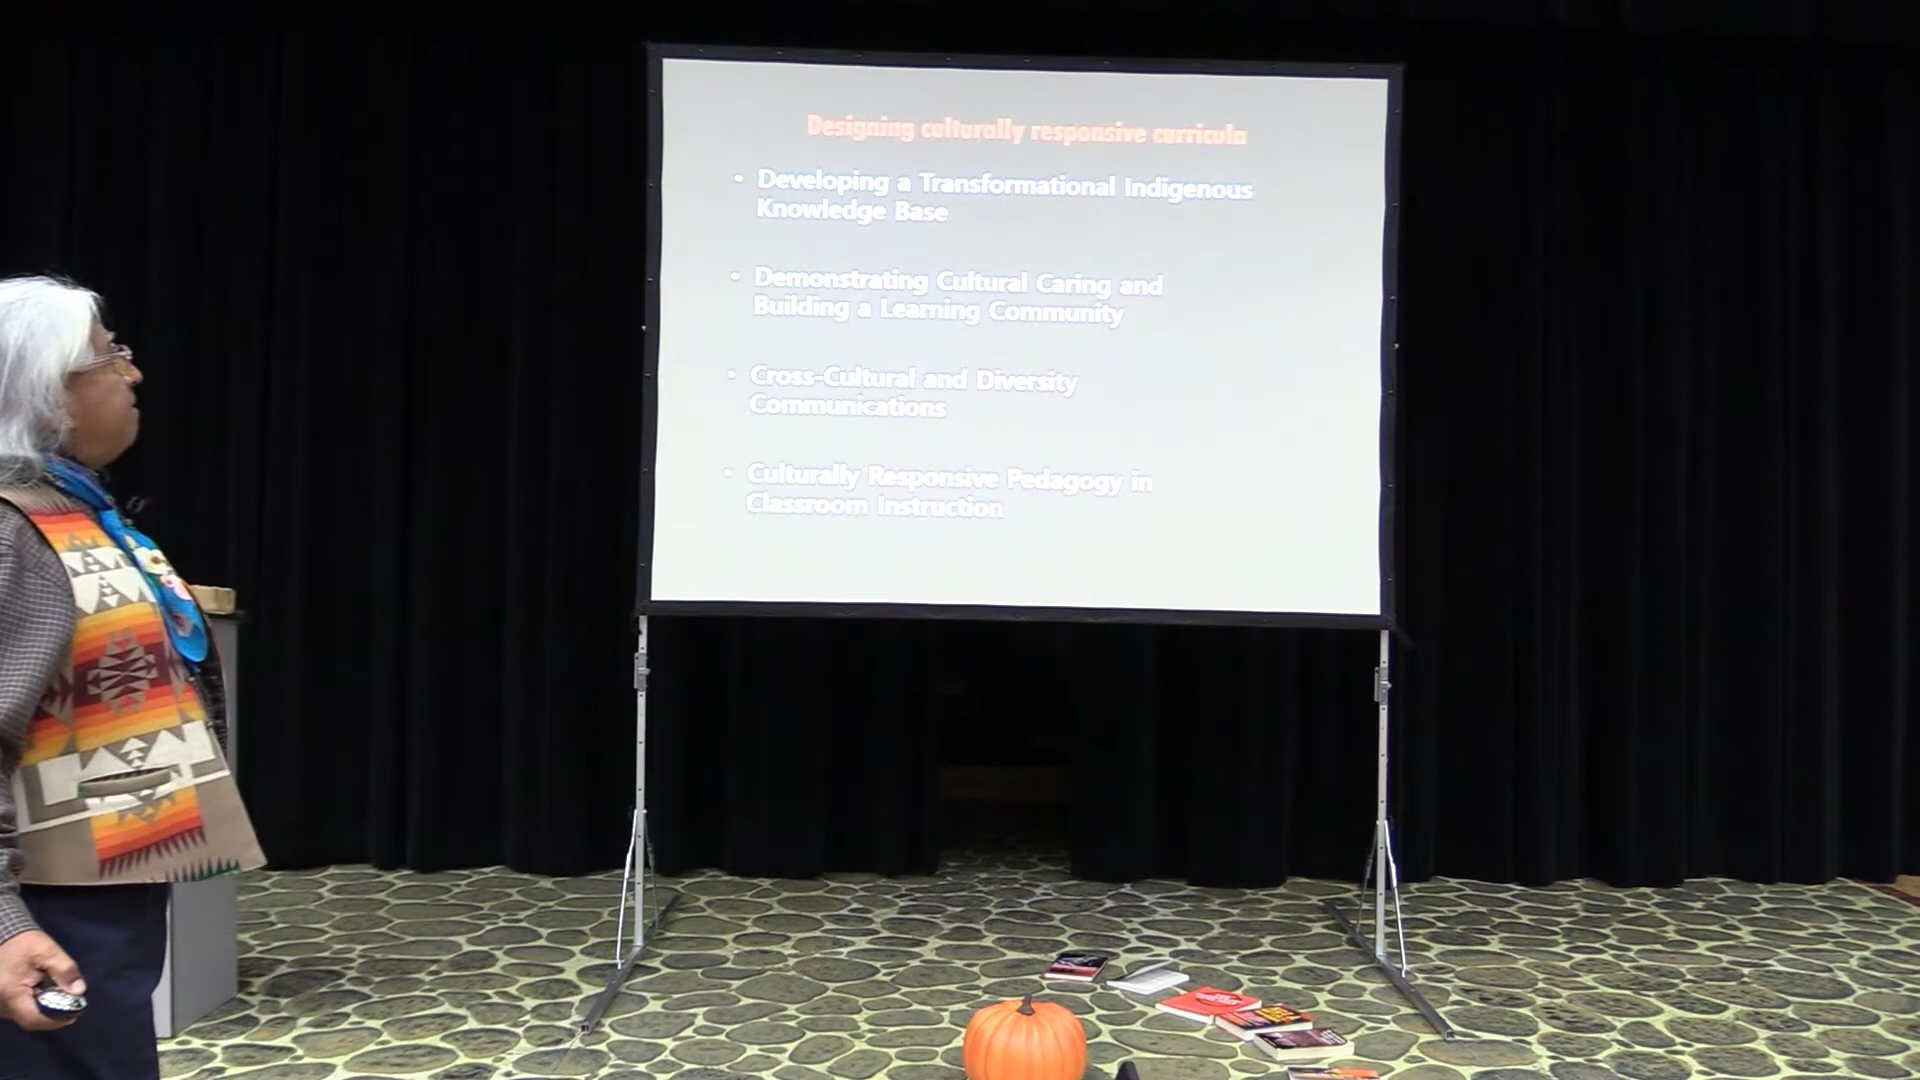 Designing culturally responsive curricula
• Developing a Transformational Indigenous
Knowledge Base
• Demonstrating Cultural Caring and
Building a Learning Community
• Cross-Cultural and Diversity
Communications
• Culturally Responsive Pedagogy in
Classroom Instruction